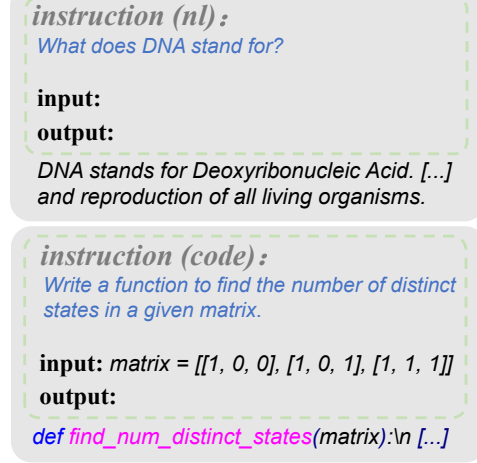 instruction (nl):
What does DNA stand for?
input:
output:
DNA stands for Deoxyribonucleic Acid. [...]
and reproduction of all living organisms.
instruction (code):
Write a function to find the number of distinct
states in a given matrix.
input: matrix = [[1, 0, 0], [1, 0, 1], [1, 1, 1]]
output:
def find_num_distinct_states(matrix):\n [...]